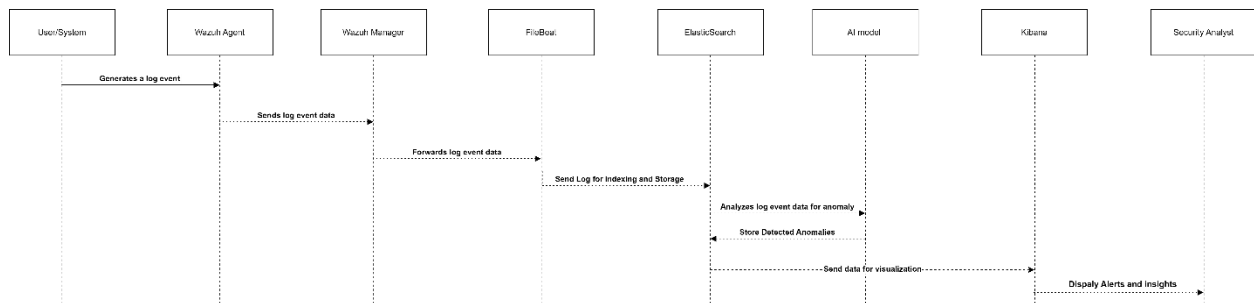 User/System
Wazuh Agent
Wazuh Manager
FileBeat
ElasticSearch
AI model
Kibana
Security Analyst
Generates a log event
Sends log event data
Forwards log event data
Send Log for indexing and Storage
Analyzes log event data for anomaly
Store Detected Anomalies
Send data for visualization
Dispaly Alerts and insights